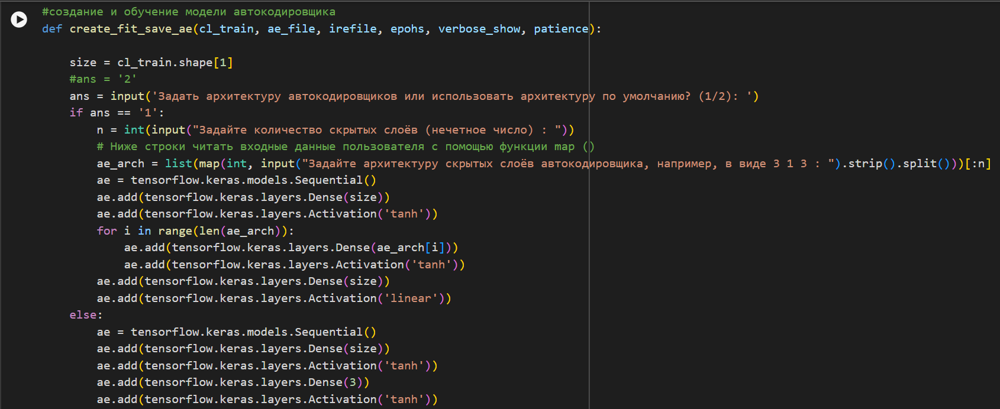 #создание и обучение модели автокодировщика
def create_fit_save_ae(cl_train, ae_file, irefile, epohs, verbose_show, patience):
    size = cl_train.shape[1]
    #ans = '2'
    ans = input('Задать архитектуру автокодировщиков или использовать архитектуру по умолчанию? (1/2): ')
    if ans == '1':
        n = int(input("Задайте количество скрытых слоёв (нечетное число) : "))
        # Ниже строки читать входные данные пользователя с помощью функции map ()
        ae_arch = list(map(int, input("Задайте архитектуру скрытых слоёв автокодировщика, например, в виде 3 1 3 : ").strip().split()))[:n]
        ae = tensorflow.keras.models.Sequential()
        ae.add(tensorflow.keras.layers.Dense(size))
        ae.add(tensorflow.keras.layers.Activation('tanh'))
        for i in range(len(ae_arch)):
            ae.add(tensorflow.keras.layers.Dense(ae_arch[i]))
            ae.add(tensorflow.keras.layers.Activation('tanh'))
        ae.add(tensorflow.keras.layers.Dense(size))
        ae.add(tensorflow.keras.layers.Activation('linear'))
    else:
        ae = tensorflow.keras.models.Sequential()
        ae.add(tensorflow.keras.layers.Dense(size))
        ae.add(tensorflow.keras.layers.Activation('tanh'))
        ae.add(tensorflow.keras.layers.Dense(3))
        ae.add(tensorflow.keras.layers.Activation('tanh'))